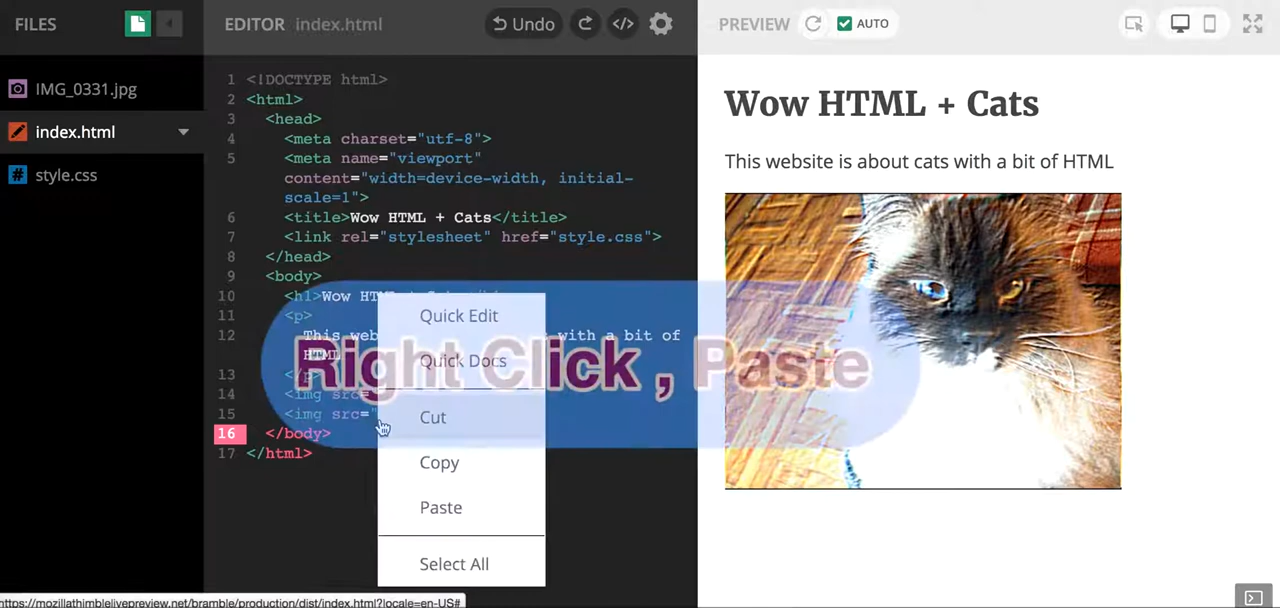 FILES
EDITOR index.html
Undo
</>
PREVIEW
AUTO
IMG_0331.jpg
index.html
style.css
1 <!DOCTYPE html>
2 <html>
3 <head>
4 <meta charset="utf-8">
5 <meta name="viewport"
content="width=device-width, initial-
scale=1">
6 <title>Wow HTML + Cats</title>
7 <link rel="stylesheet" href="style.css">
8 </head>
9 <body>
10 <h1>Wow HTML
11 <p>
12 This web with a bit of
HTML
13 </p>
14 <img src="
15 <img src="
16 </body>
17 </html>
Quick Edit
Quick Docs
Cut
Copy
Paste
Select All
Right Click , Paste
Wow HTML + Cats
This website is about cats with a bit of HTML
https://mozillathimblelivepreview.net/bramble/production/dist/index.html?locale=en-US#